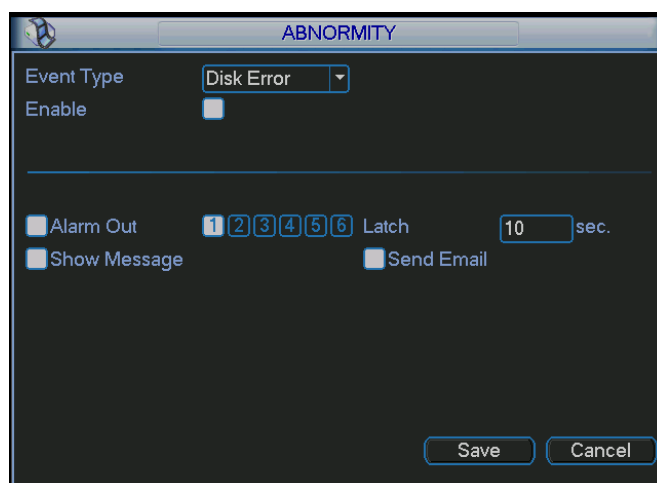 ABNORMITY
Event Type Disk Error
Enable
Alarm Out 1 2 3 4 5 6 Latch 10 sec.
Show Message Send Email
Save Cancel